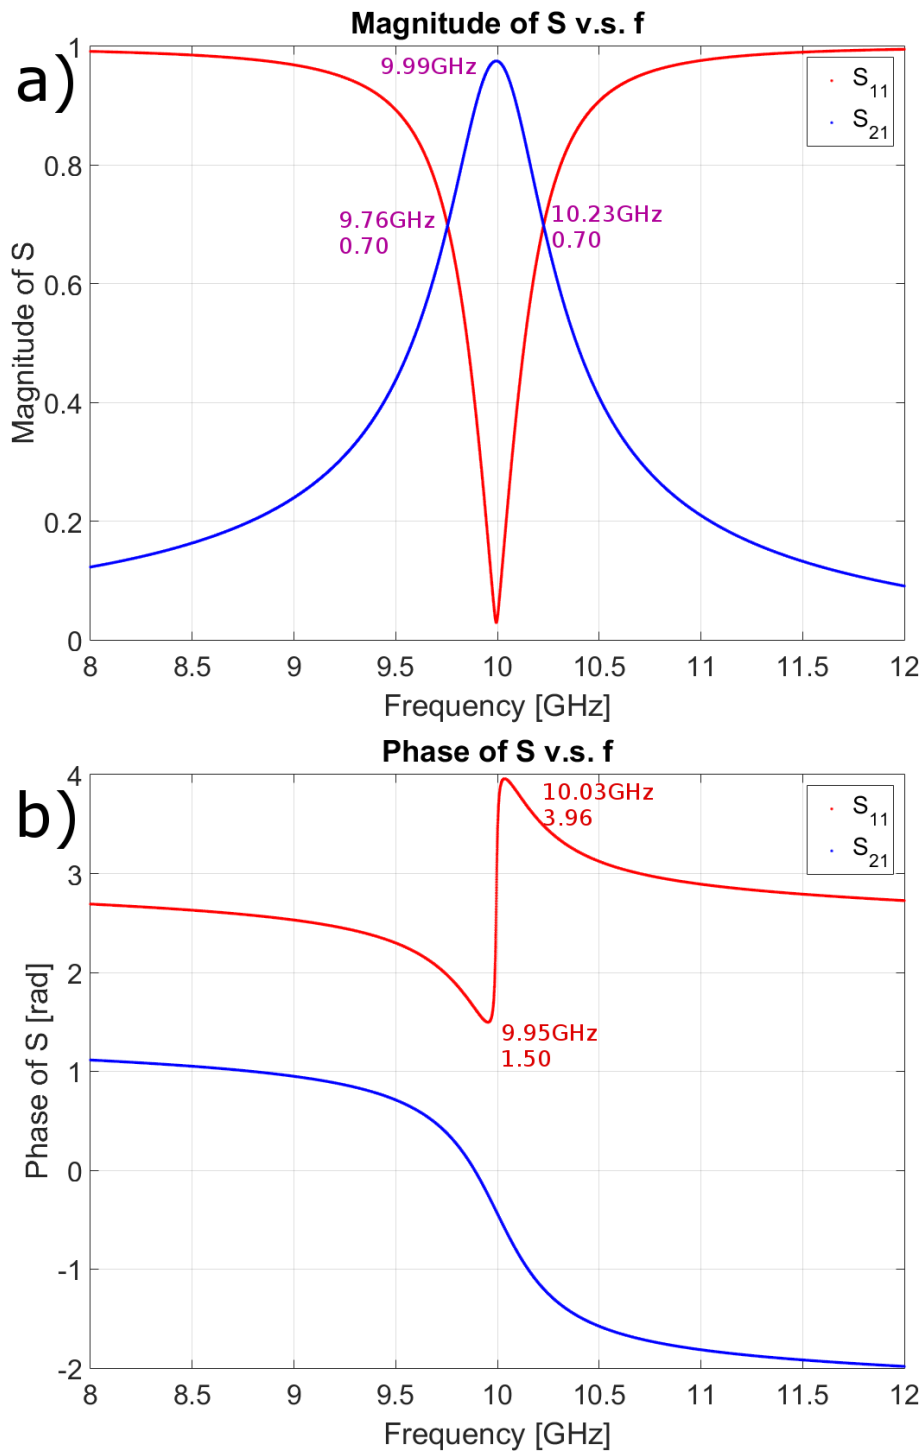 Magnitude of S v.s. f
a)
1
0.8
0.6
0.4
0.2
0
Magnitude of S
9.99GHz
9.76GHz
0.70
10.23GHz
0.70
S11
S21
8 8.5 9 9.5 10 10.5 11 11.5 12
Frequency [GHz]
Phase of S v.s. f
b)
4
3
2
1
0
-1
-2
Phase of S [rad]
10.03GHz
3.96
9.95GHz
1.50
S11
S21
8 8.5 9 9.5 10 10.5 11 11.5 12
Frequency [GHz]